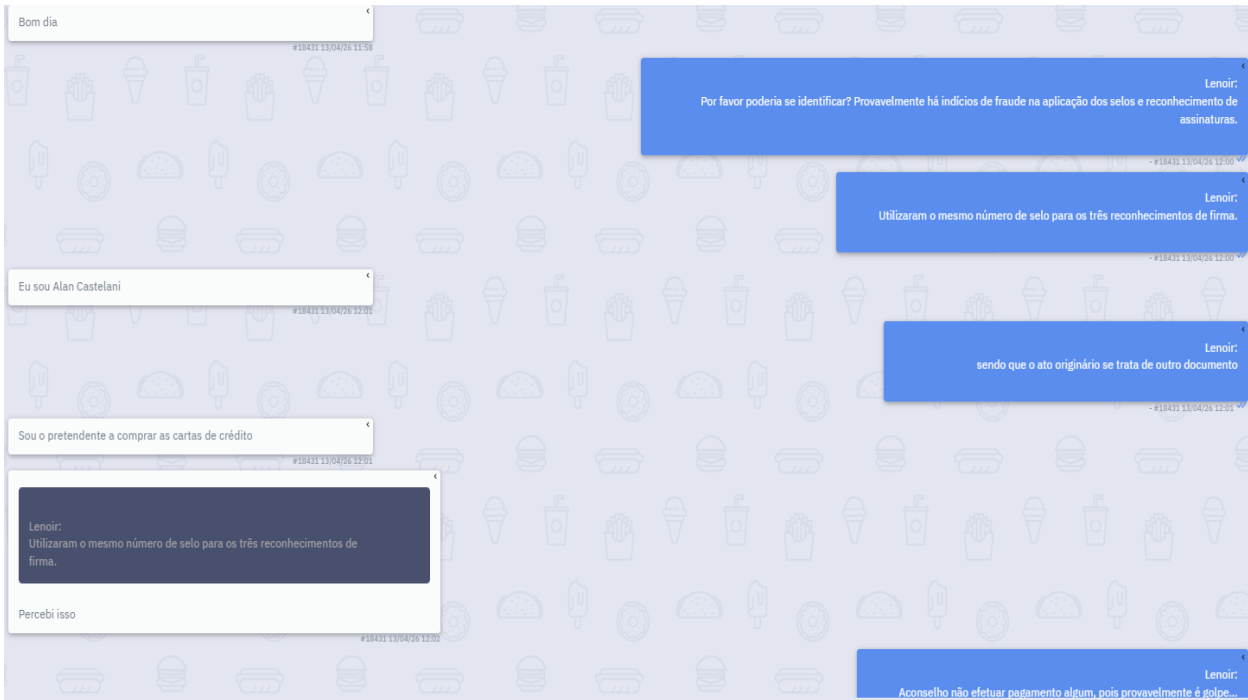 Bom dia
#18431 13/04/26 11:58
Lenoir:
Por favor poderia se identificar? Provavelmente há indícios de fraude na aplicação dos selos e reconhecimento de
assinaturas.
- #18431 13/04/26 12:00
Lenoir:
Utilizaram o mesmo número de selo para os três reconhecimentos de firma.
- #18431 13/04/26 12:00
Eu sou Alan Castelani
#18431 13/04/26 12:01
Lenoir:
sendo que o ato originário se trata de outro documento
- #18431 13/04/26 12:01
Sou o pretendente a comprar as cartas de crédito
#18431 13/04/26 12:01
Lenoir:
Utilizaram o mesmo número de selo para os três reconhecimentos de
firma.
Percebi isso
#18431 13/04/26 12:02
Lenoir:
Aconselho não efetuar pagamento algum, pois provavelmente é golpe...